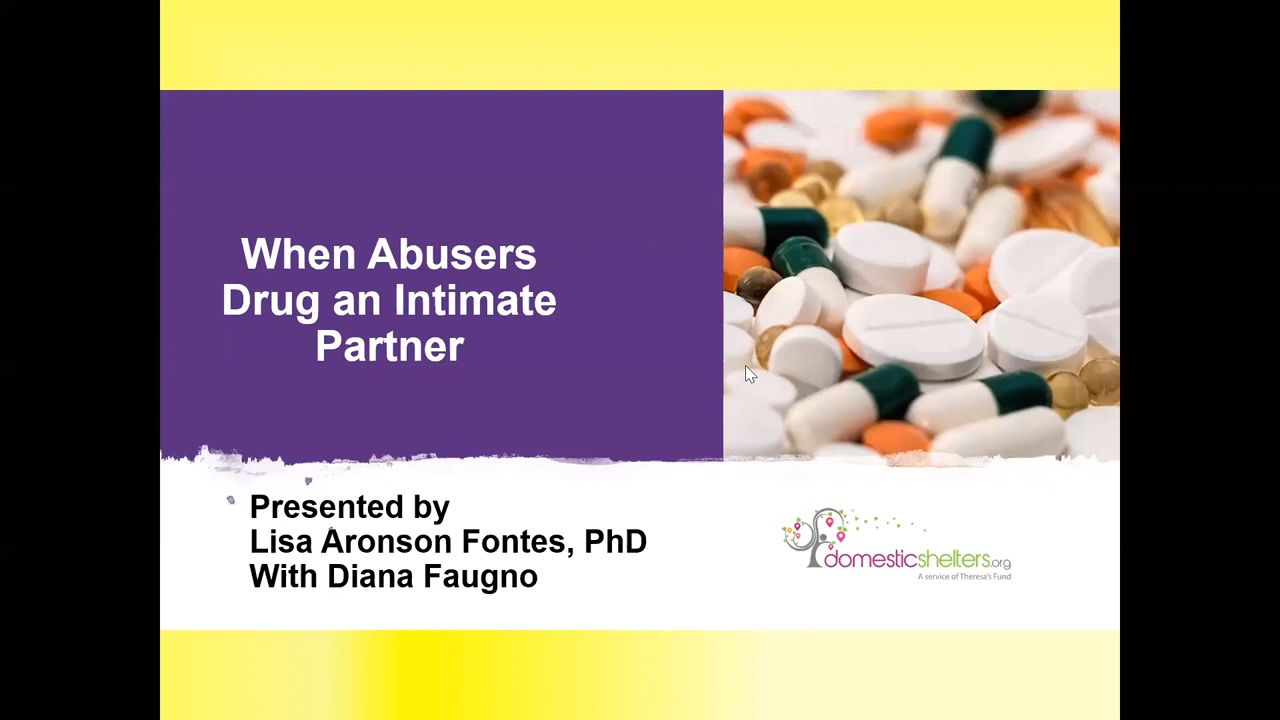 When Abusers
Drug an Intimate
Partner
Presented by
Lisa Aronson Fontes, PhD
With Diana Faugno
domesticshelters.org
A service of Theresa's Fund